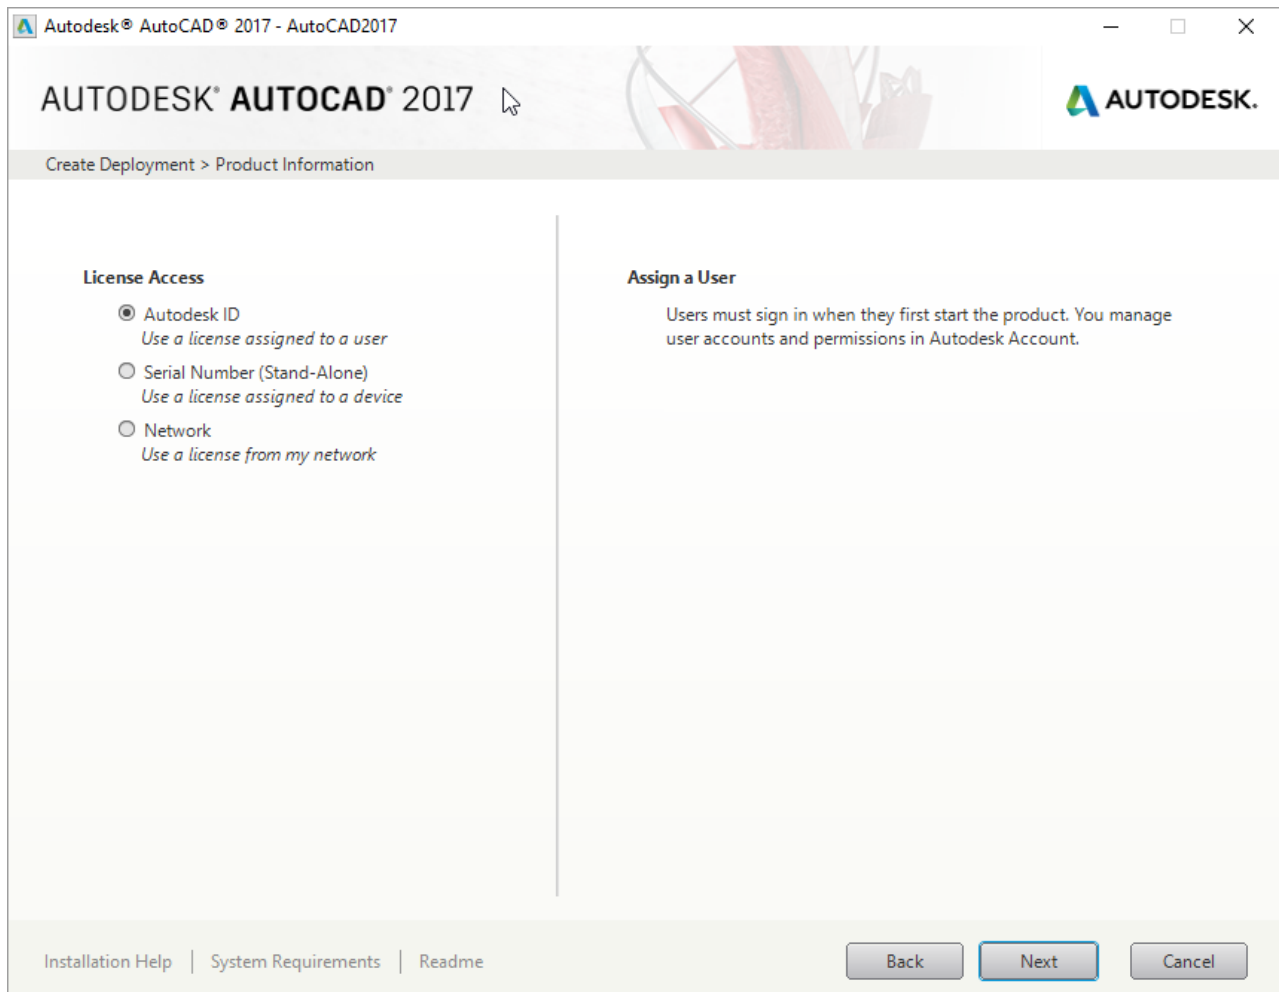 Autodesk® AutoCAD® 2017 - AutoCAD2017
AUTODESK® AUTOCAD® 2017
AUTODESK.
Create Deployment > Product Information
License Access
Autodesk ID
Use a license assigned to a user
Serial Number (Stand-Alone)
Use a license assigned to a device
Network
Use a license from my network
Assign a User
Users must sign in when they first start the product. You manage
user accounts and permissions in Autodesk Account.
Installation Help | System Requirements | Readme
Back Next Cancel